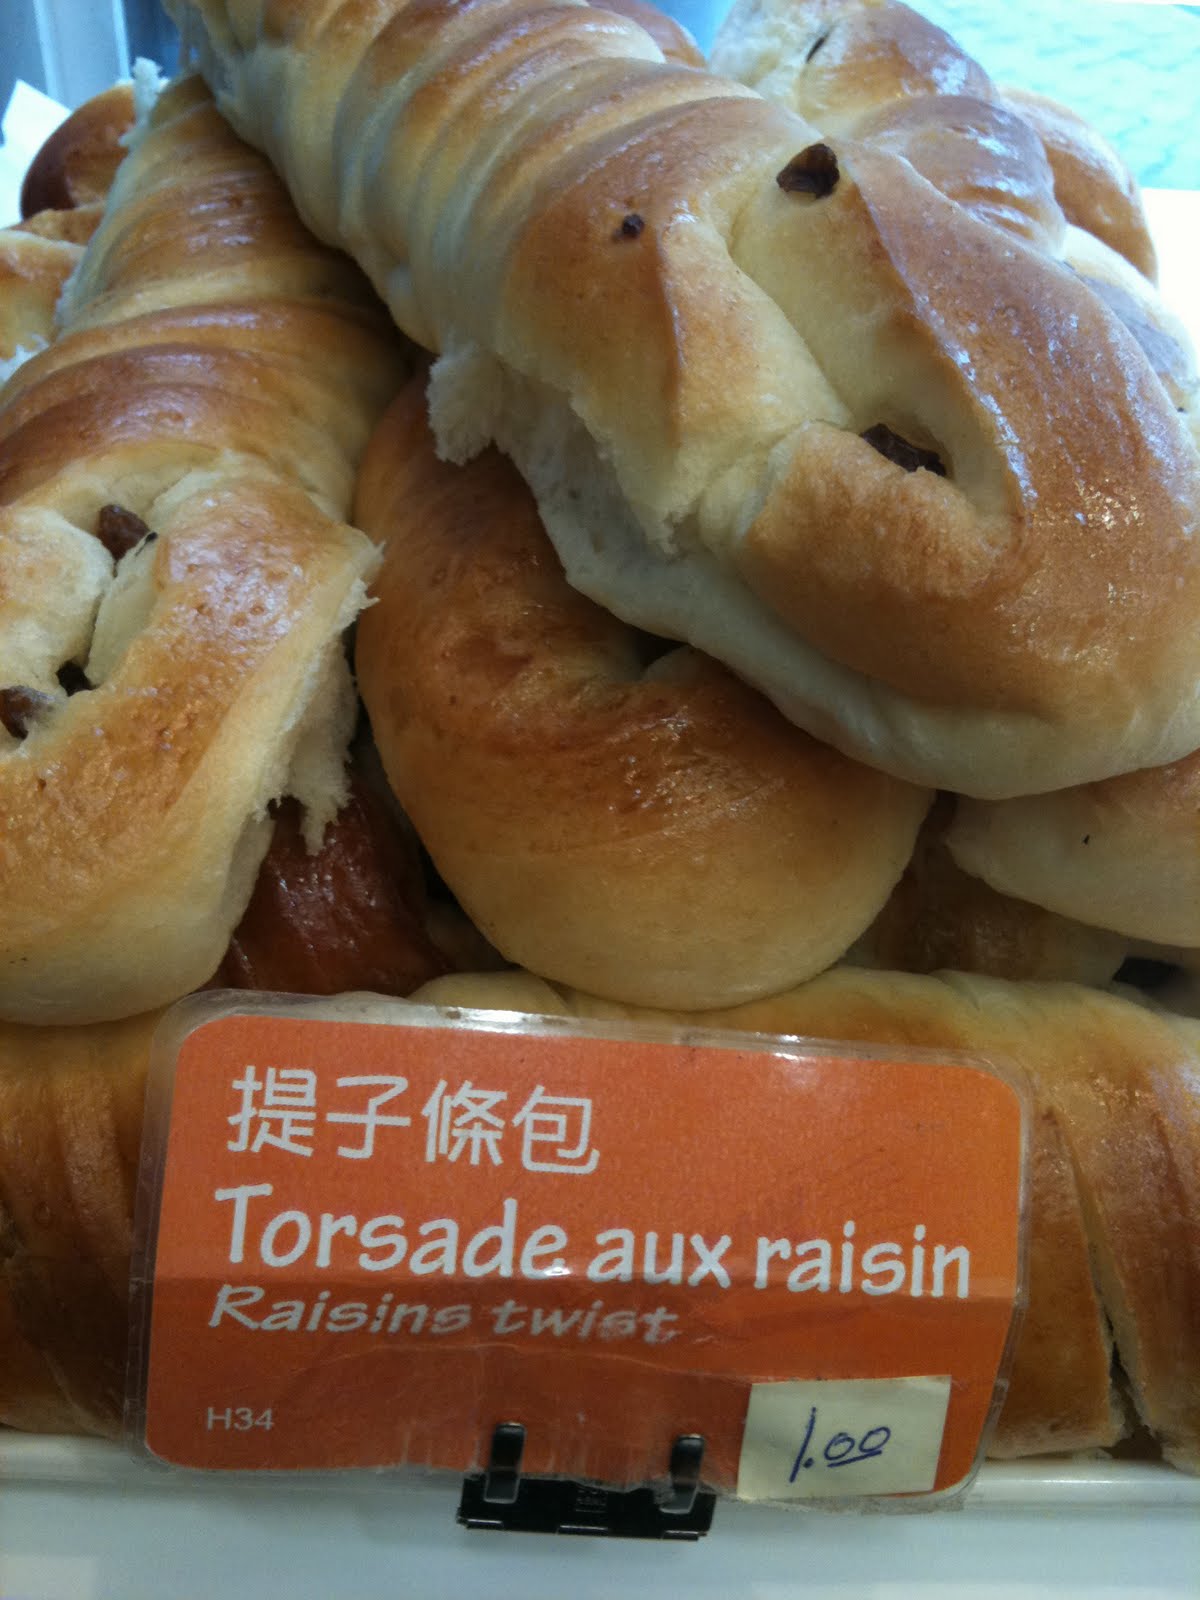 提子條包
Torsade aux raisin
Raisins twist
H34
1.00